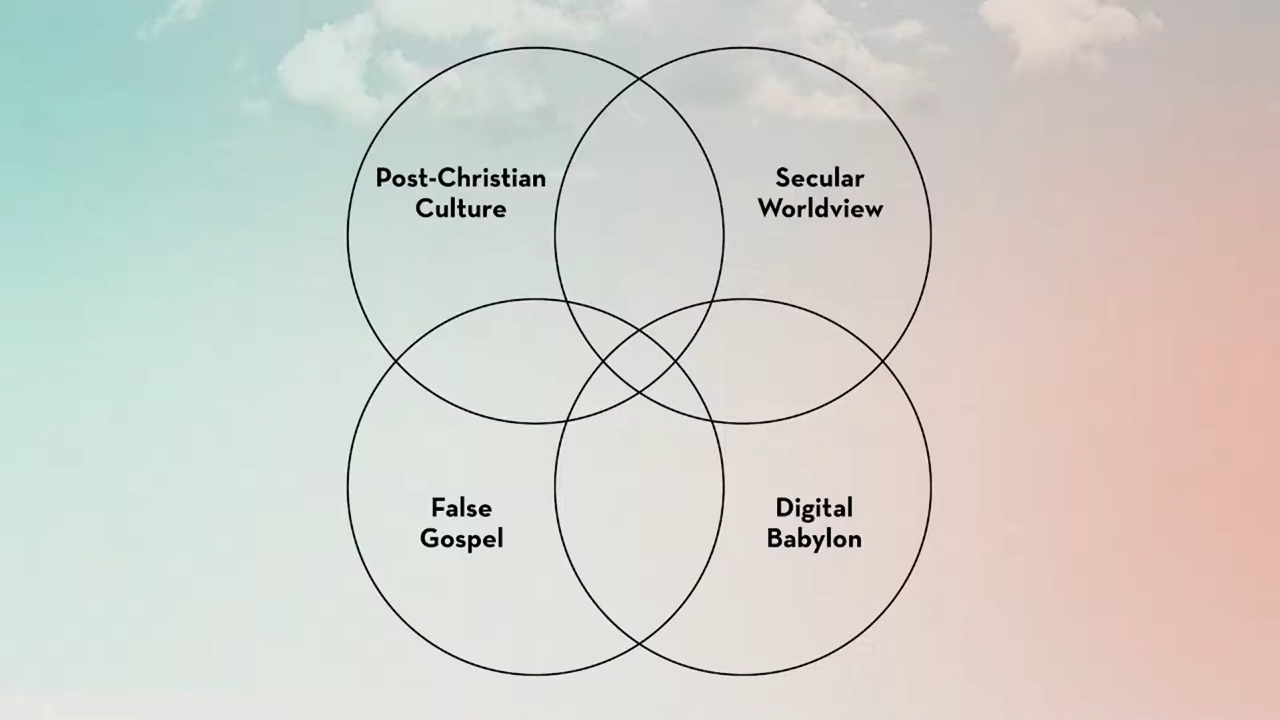 Post-Christian
Culture
Secular
Worldview
False
Gospel
Digital
Babylon